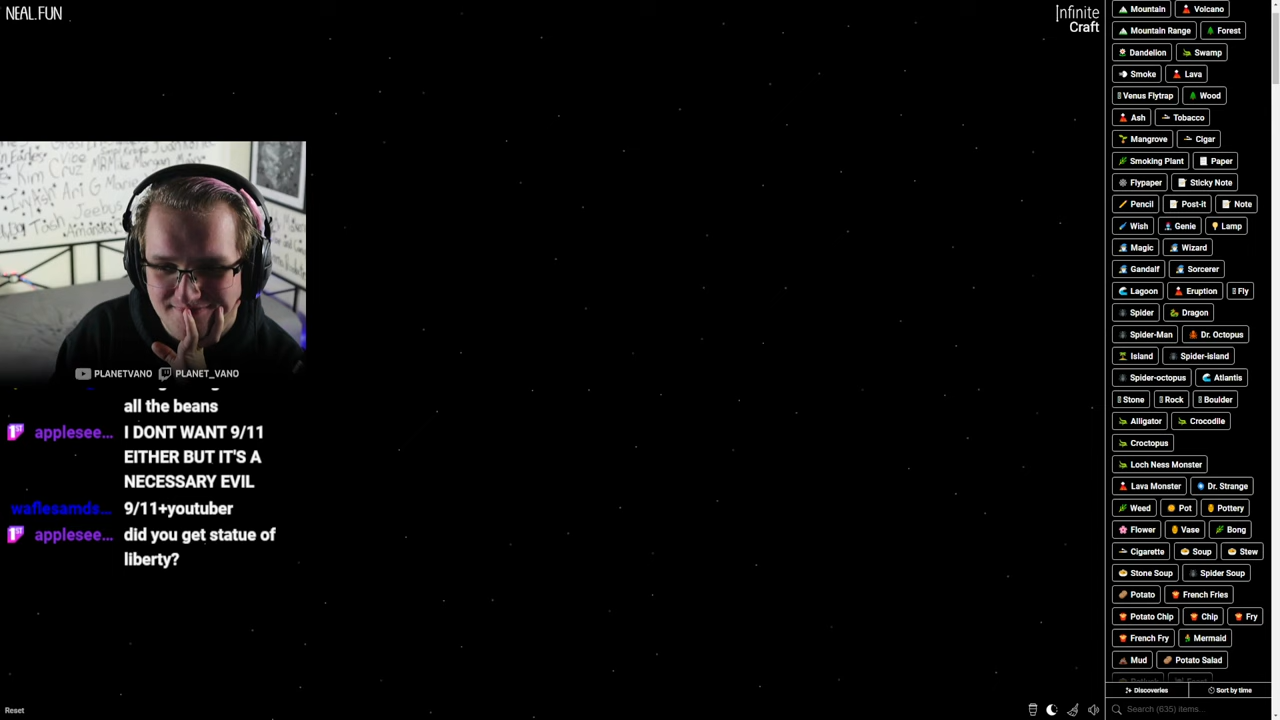 NEAL.FUN
Infinite
Craft
PLANETVANO PLANET_VANO
all the beans
applesee... I DONT WANT 9/11
EITHER BUT IT'S A
NECESSARY EVIL
waflesamds... 9/11+youtuber
applesee... did you get statue of
liberty?
Mountain Volcano
Mountain Range Forest
Dandelion Swamp
Smoke Lava
Venus Flytrap Wood
Ash Tobacco
Mangrove Cigar
Smoking Plant Paper
Flypaper Sticky Note
Pencil Post-it Note
Wish Genie Lamp
Magic Wizard
Gandalf Sorcerer
Lagoon Eruption Fly
Spider Dragon
Spider-Man Dr. Octopus
Island Spider-island
Spider-octopus Atlantis
Stone Rock Boulder
Alligator Crocodile
Croctopus
Loch Ness Monster
Lava Monster Dr. Strange
Weed Pot Pottery
Flower Vase Bong
Cigarette Soup Stew
Stone Soup Spider Soup
Potato French Fries
Potato Chip Chip Fry
French Fry Mermaid
Mud Potato Salad
Discoveries Sort by time
Search (635) items...
Reset